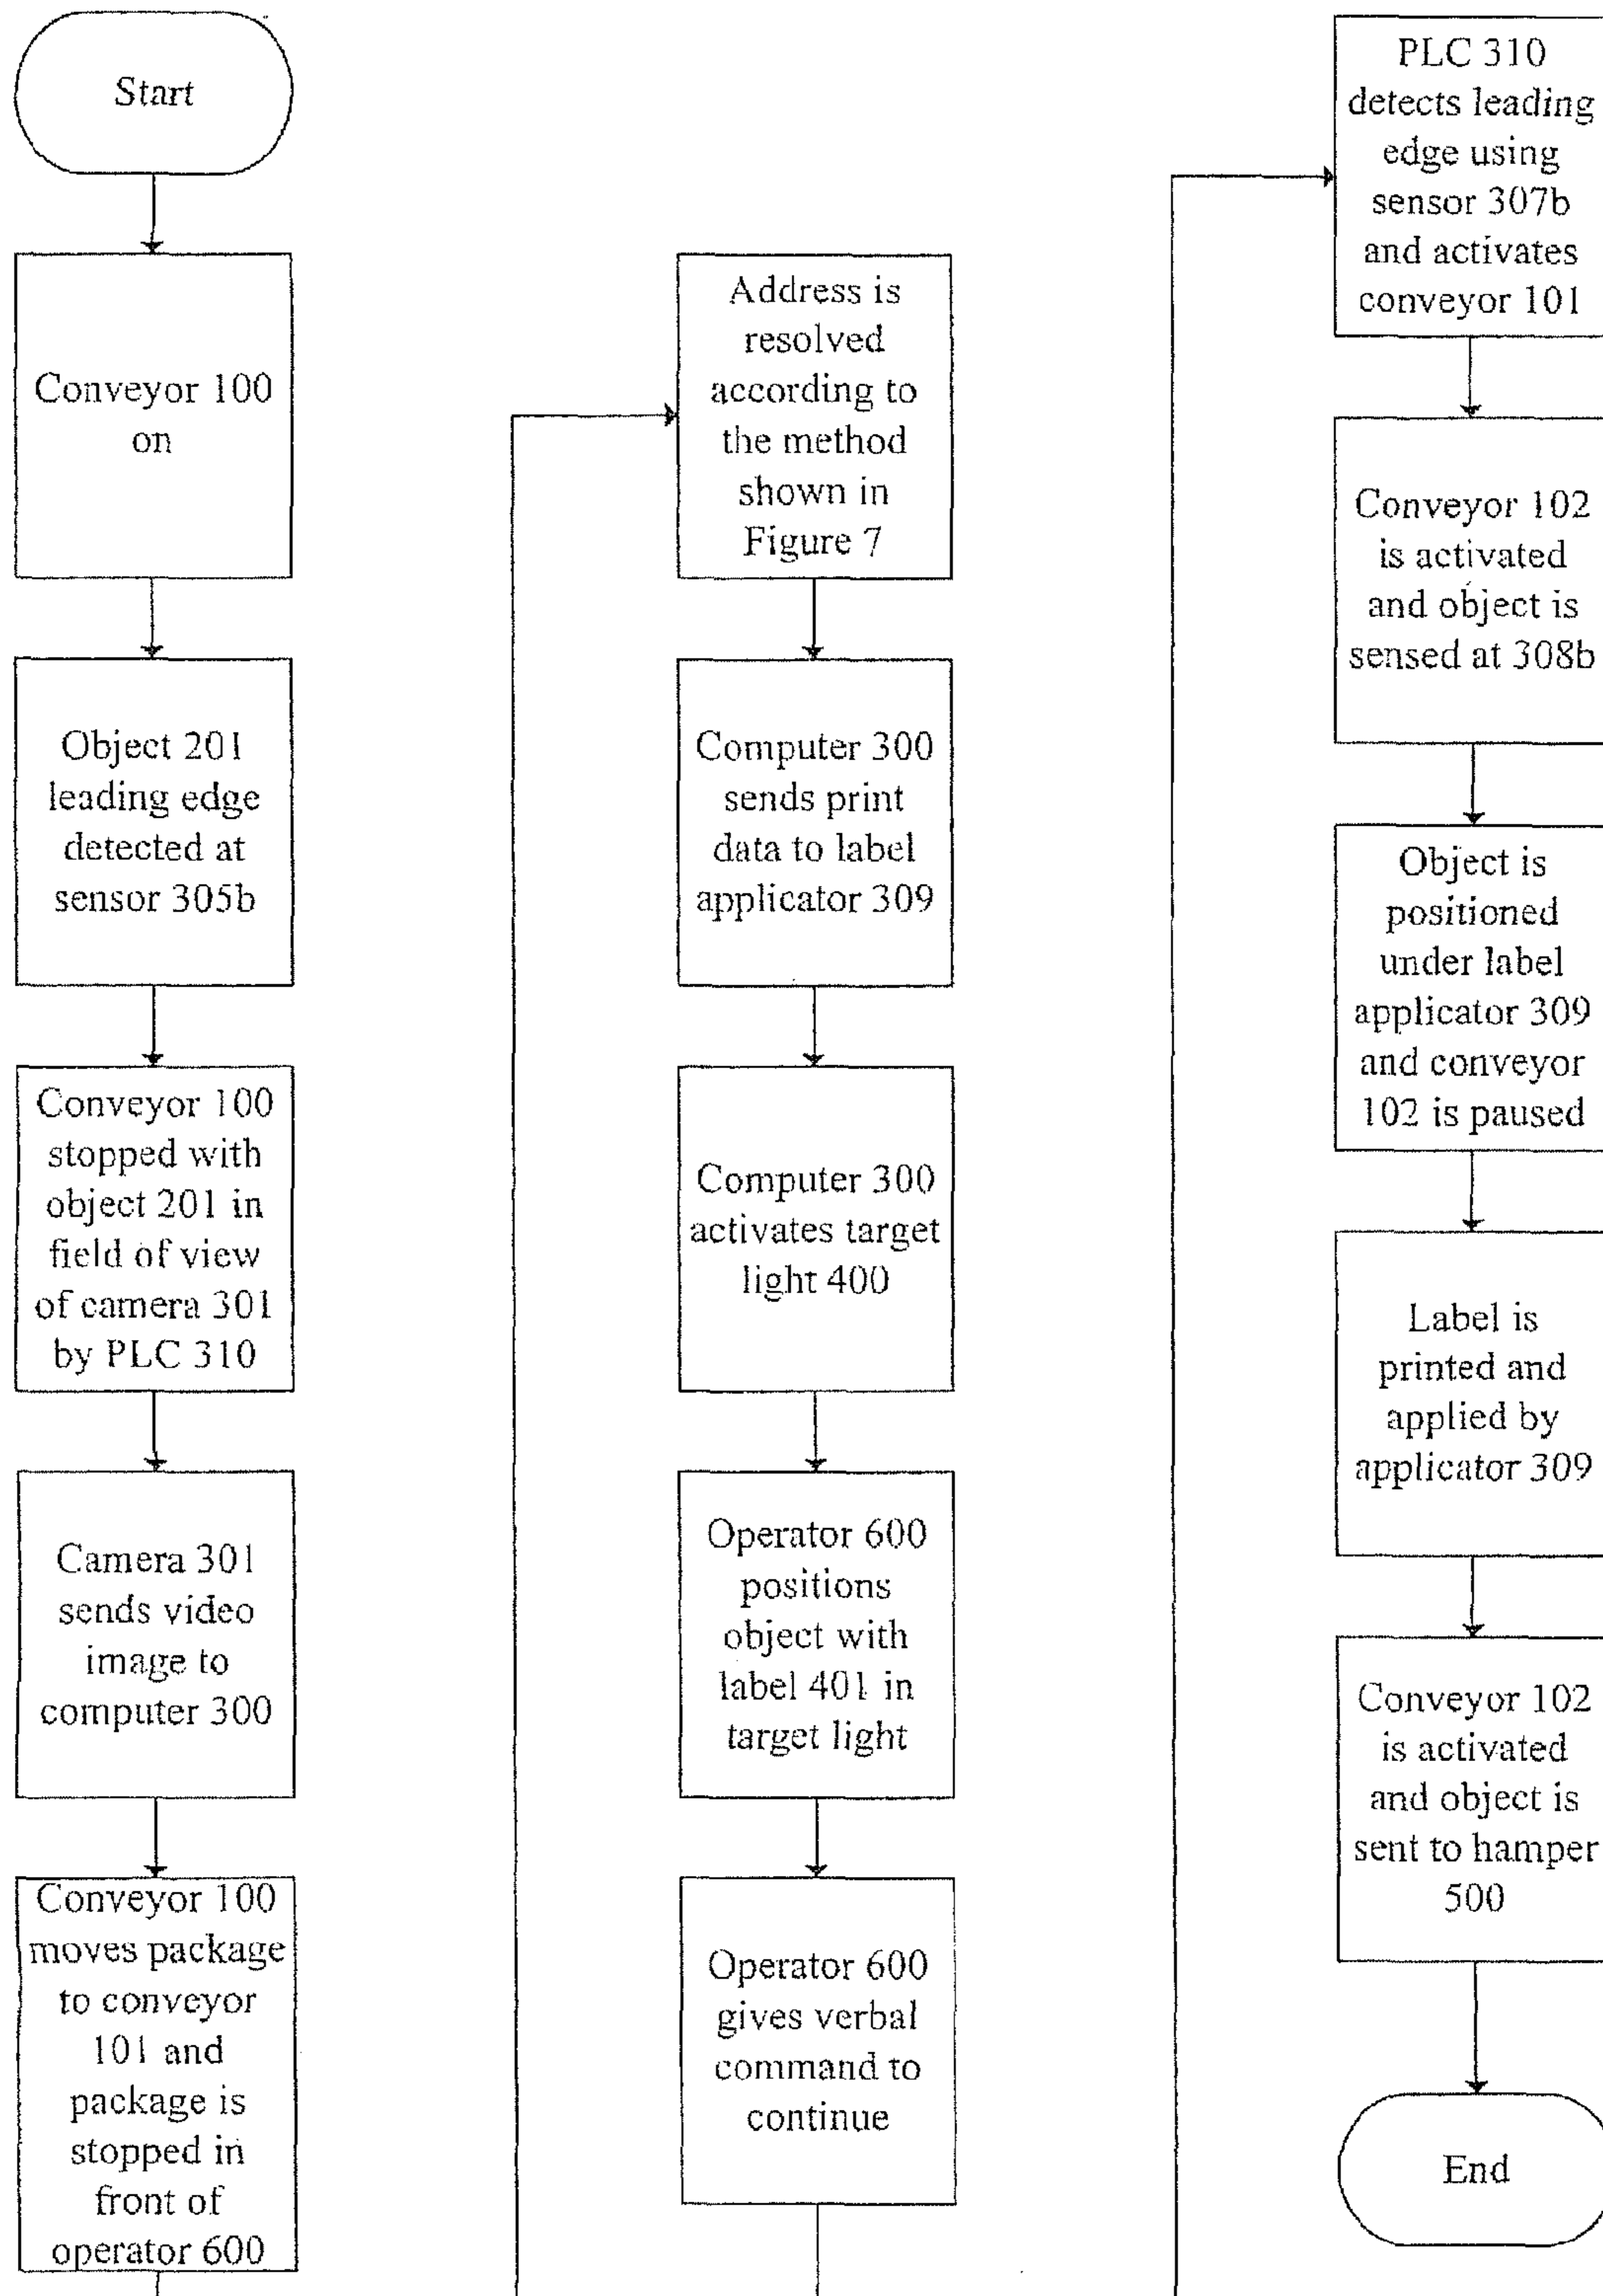 Start
Conveyor 100
on
Object 201
leading edge
detected at
sensor 305b
Conveyor 100
stopped with
object 201 in
field of view
of camera 301
by PLC 310
Camera 301
sends video
image to
computer 300
Conveyor 100
moves package
to conveyor
101 and
package is
stopped in
front of
operator 600
Address is
resolved
according to
the method
shown in
Figure 7
Computer 300
sends print
data to label
applicator 309
Computer 300
activates target
light 400
Operator 600
positions
object with
label 401 in
target light
Operator 600
gives verbal
command to
continue
PLC 310
detects leading
edge using
sensor 307b
and activates
conveyor 101
Conveyor 102
is activated
and object is
sensed at 308b
Object is
positioned
under label
applicator 309
and conveyor
102 is paused
Label is
printed and
applied by
applicator 309
Conveyor 102
is activated
and object is
sent to hamper
500
End